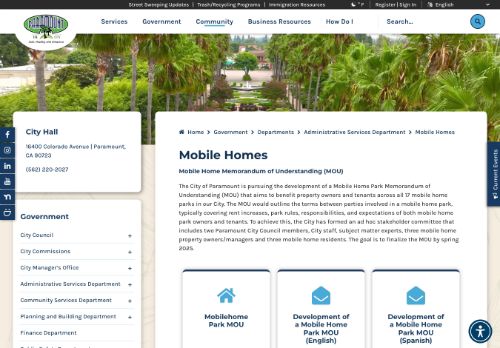 Street Sweeping Updates | Trash/Recycling Programs | Immigration Resources
°F | Register | Sign In | English
PARAMOUNT
Services Government Community Business Resources How Do I Search...
City Hall
16400 Colorado Avenue | Paramount,
CA 90723
(562) 220-2027
Government
City Council +
City Commissions +
City Manager's Office +
Administrative Services Department +
Community Services Department +
Planning and Building Department +
Finance Department
Home > Government > Departments > Administrative Services Department > Mobile Homes
Mobile Homes
Mobile Home Memorandum of Understanding (MOU)
The City of Paramount is pursuing the development of a Mobile Home Park Memorandum of
Understanding (MOU) that aims to benefit property owners and tenants across all 17 mobile home
parks in our City. The MOU would outline the terms between parties involved in a mobile home park,
typically covering rent increases, park rules, responsibilities, and expectations of both mobile home
park owners and tenants. To achieve this, the City has formed an ad hoc stakeholder committee that
includes two Paramount City Council members, City staff, subject matter experts, three mobile home
property owners/managers and three mobile home residents. The goal is to finalize the MOU by spring
2025.
Mobilehome
Park MOU
Development of
a Mobile Home
Park MOU
(English)
Development of
a Mobile Home
Park MOU
(Spanish)
Current Events